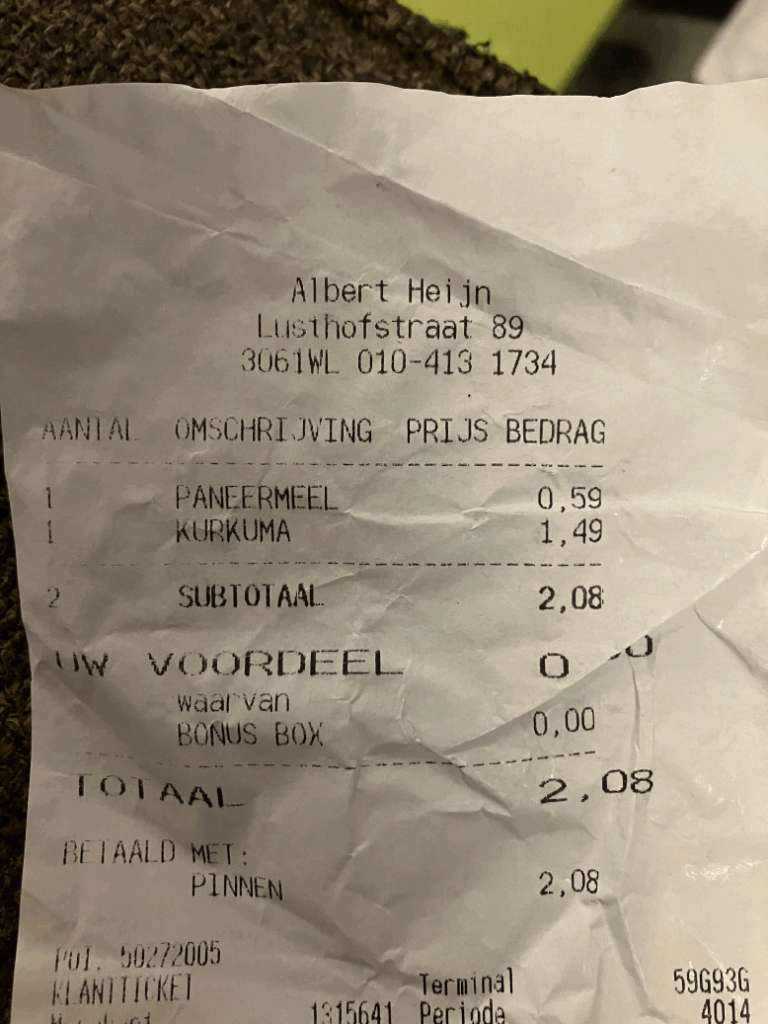 Albert Heijn
Lusthofstraat 89
3061WL 010-413 1734
AANTAL OMSCHRIJVING PRIJS BEDRAG
1 PANEERMEEL 0,59
1 KURKUMA 1,49
2 SUBTOTAAL 2,08
UW VOORDEEL
waarvan
BONUS BOX 0,00
TOTAAL 2,08
BETAALD MET:
PINNEN 2,08
POI. 50272005
KLANTTICKET Terminal 59G93G
1315641 Periode 4014